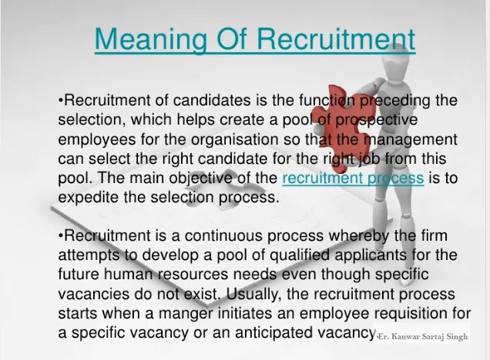 Meaning Of Recruitment
•Recruitment of candidates is the function preceding the
selection, which helps create a pool of prospective
employees for the organisation so that the management
can select the right candidate for the right job from this
pool. The main objective of the recruitment process is to
expedite the selection process.
•Recruitment is a continuous process whereby the firm
attempts to develop a pool of qualified applicants for the
future human resources needs even though specific
vacancies do not exist. Usually, the recruitment process
starts when a manger initiates an employee requisition for
a specific vacancy or an anticipated vacancy.
Er. Kanwar Sartaj Singh